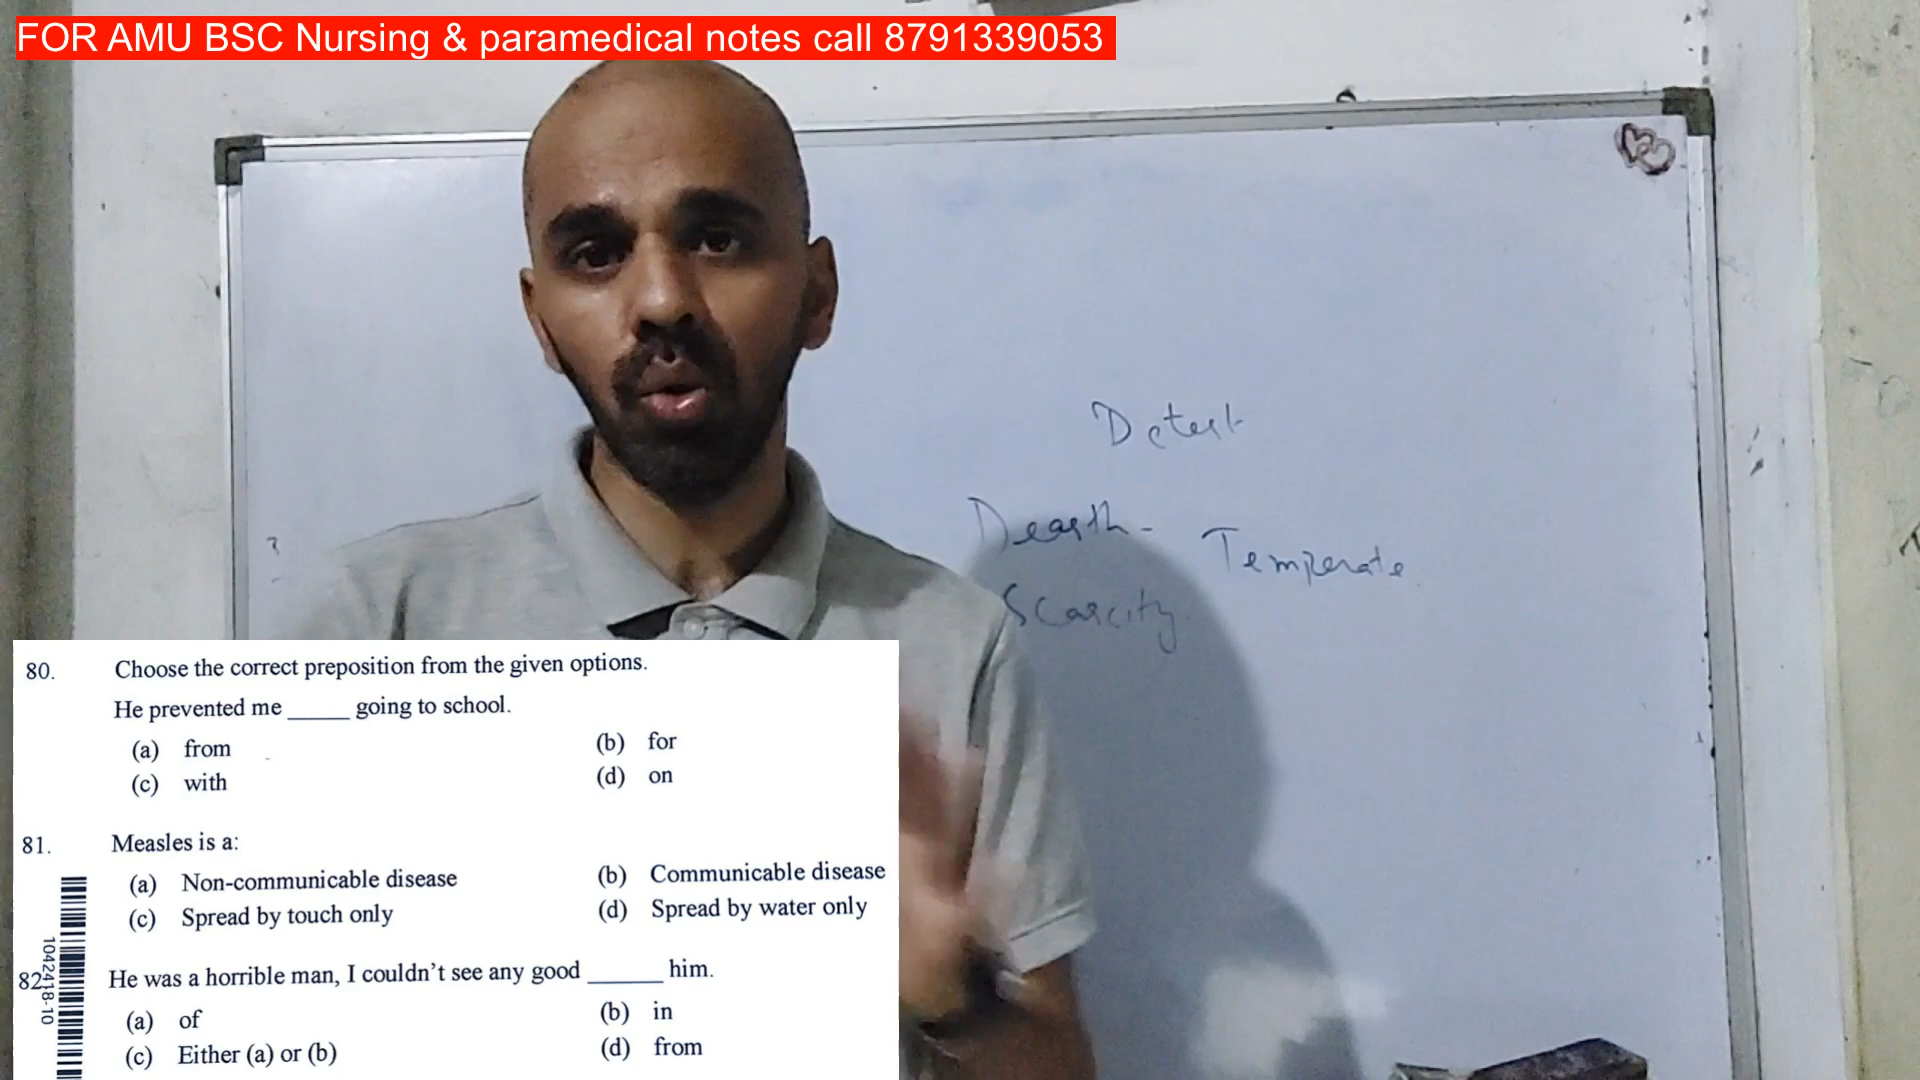 FOR AMU BSC Nursing & paramedical notes call 8791339053
Detest
Dearth-
Temperate
Scarcity.
80. Choose the correct preposition from the given options.
He prevented me _____ going to school.
(a) from (b) for
(c) with (d) on
81. Measles is a:
(a) Non-communicable disease (b) Communicable disease
(c) Spread by touch only (d) Spread by water only
82. He was a horrible man, I couldn't see any good ______ him.
(a) of (b) in
(c) Either (a) or (b) (d) from
1042418-10